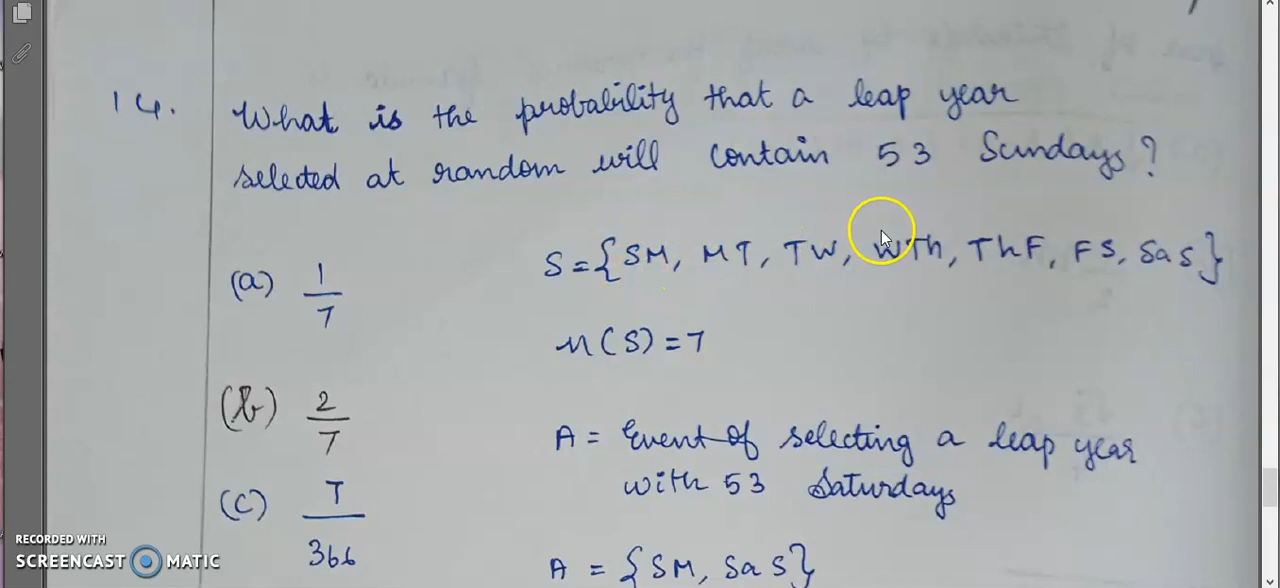 14. What is the probability that a leap year
selected at random will contain 53 Sundays?
S = {SM, MT, TW, WTh, ThF, FS, SaS}
(a) 1/7
n(S) = 7
(b) 2/7
A = Event of selecting a leap year
with 53 Saturdays
(c) 7/366
A = {SM, SaS}
RECORDED WITH
SCREENCAST MATIC